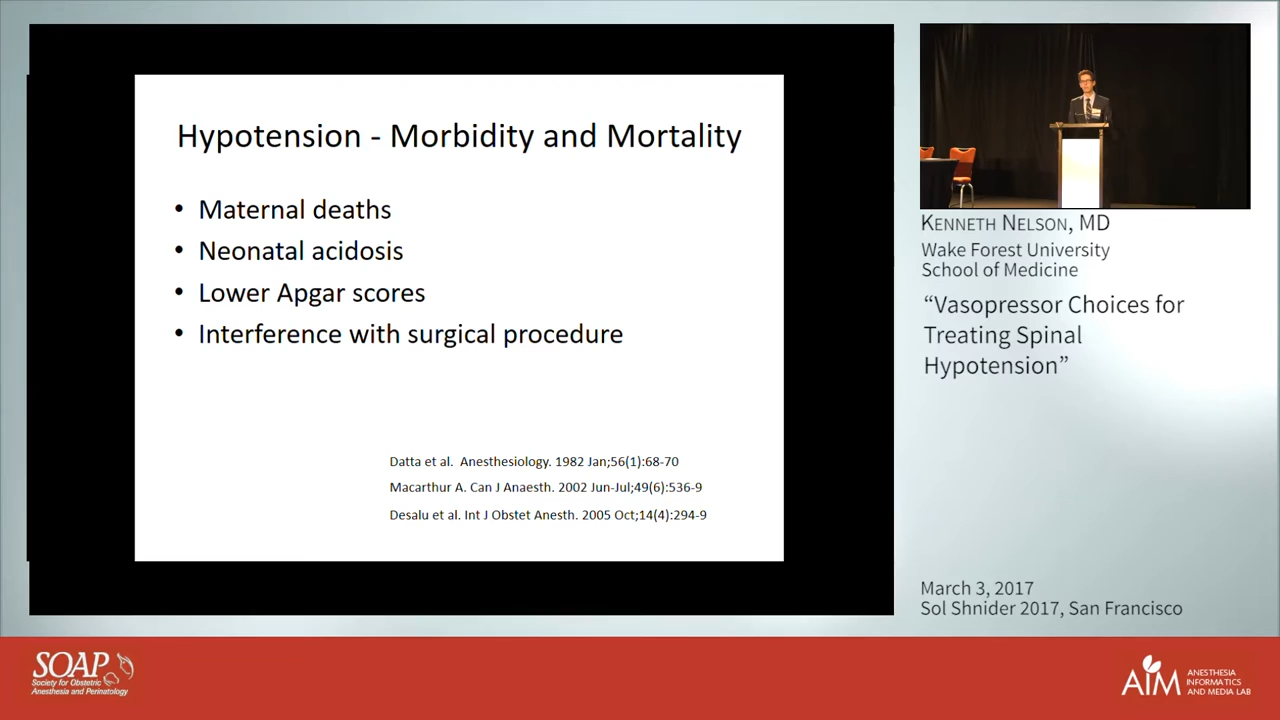 Hypotension - Morbidity and Mortality
• Maternal deaths
• Neonatal acidosis
• Lower Apgar scores
• Interference with surgical procedure
Datta et al.  Anesthesiology. 1982 Jan;56(1):68-70
Macarthur A. Can J Anaesth. 2002 Jun-Jul;49(6):536-9
Desalu et al. Int J Obstet Anesth. 2005 Oct;14(4):294-9
KENNETH NELSON, MD
Wake Forest University
School of Medicine
“Vasopressor Choices for
Treating Spinal
Hypotension”
March 3, 2017
Sol Shnider 2017, San Francisco
SOAP
Society for Obstetric
Anesthesia and Perinatology
AIM
ANESTHESIA
INFORMATICS
AND MEDIA LAB